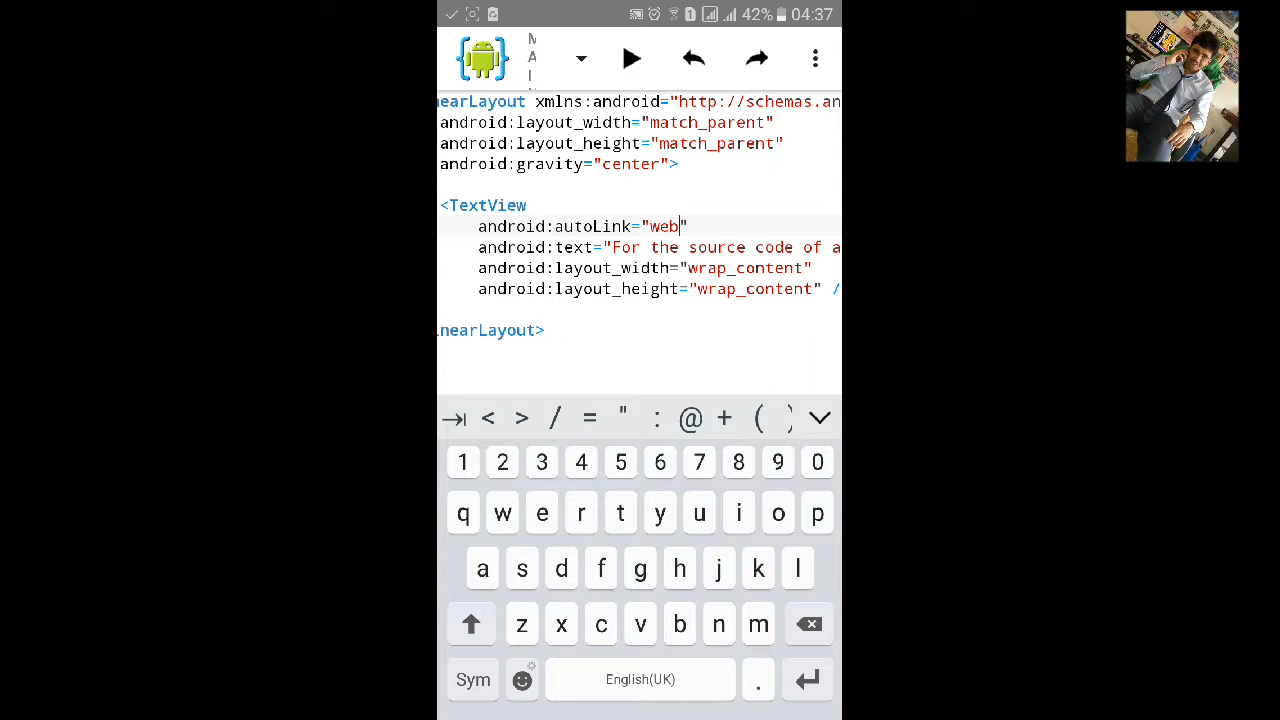 42% 04:37
MAIN
nearLayout xmlns:android="http://schemas.an
android:layout_width="match_parent"
android:layout_height="match_parent"
android:gravity="center">
<TextView
android:autoLink="web"
android:text="For the source code of a
android:layout_width="wrap_content"
android:layout_height="wrap_content" /
nearLayout>
< > / = " : @ + ( )
1 2 3 4 5 6 7 8 9 0
q w e r t y u i o p
a s d f g h j k l
z x c v b n m
Sym English(UK) .